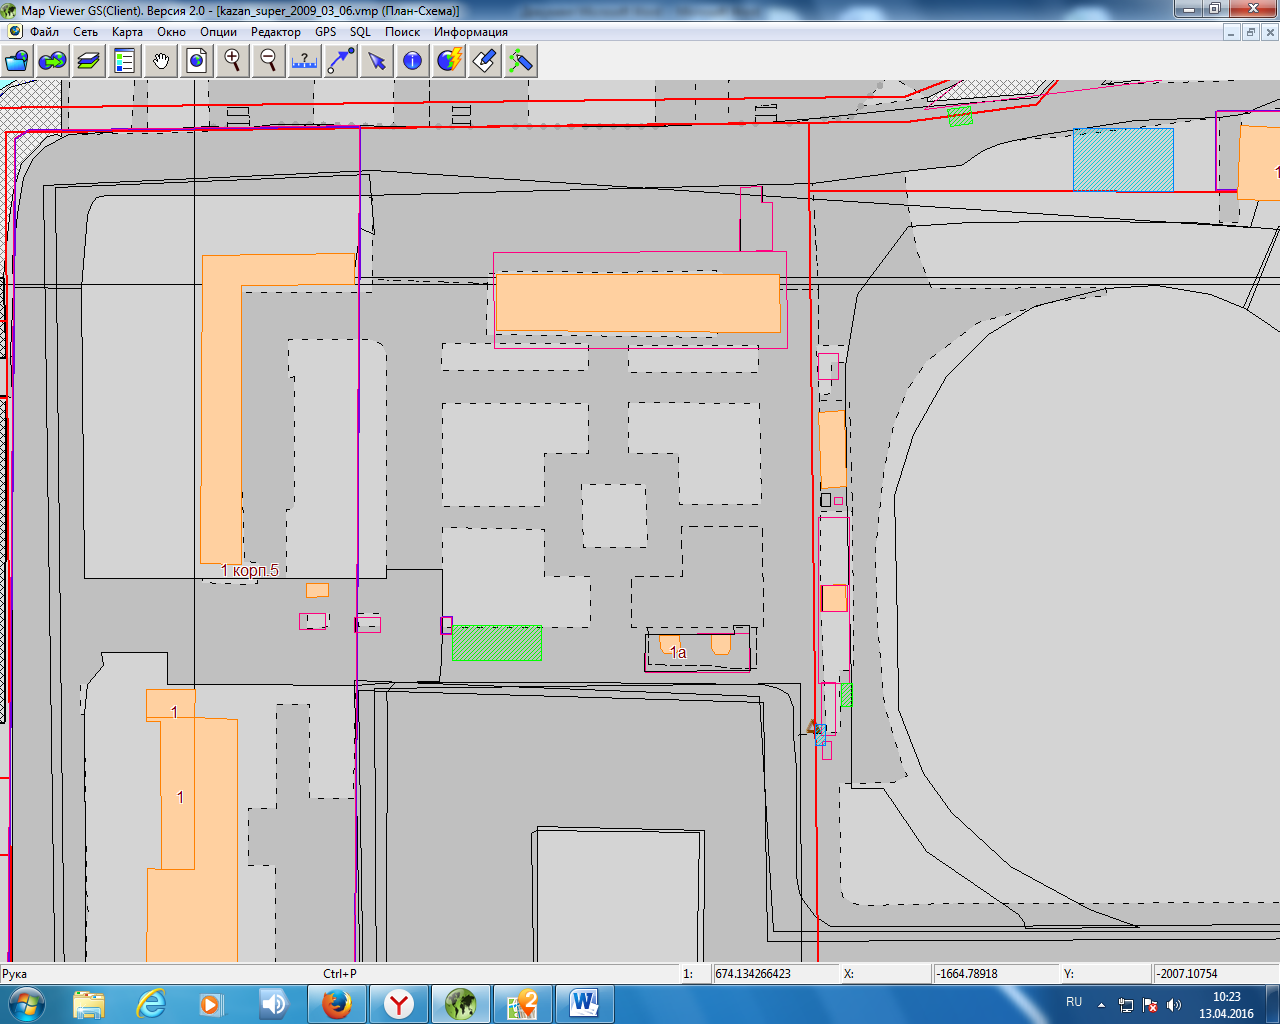 Map Viewer GS(Client). Версия 2.0 - [kazan_super_2009_03_06.vmp (План-Схема)]
Файл Сеть Карта Окно Опции Редактор GPS SQL Поиск Информация
1
1 корп.5
1а
1
1
Рука Ctrl+P 1: 674.134266423 X: -1664.78918 Y: -2007.10754
RU 10:23
13.04.2016